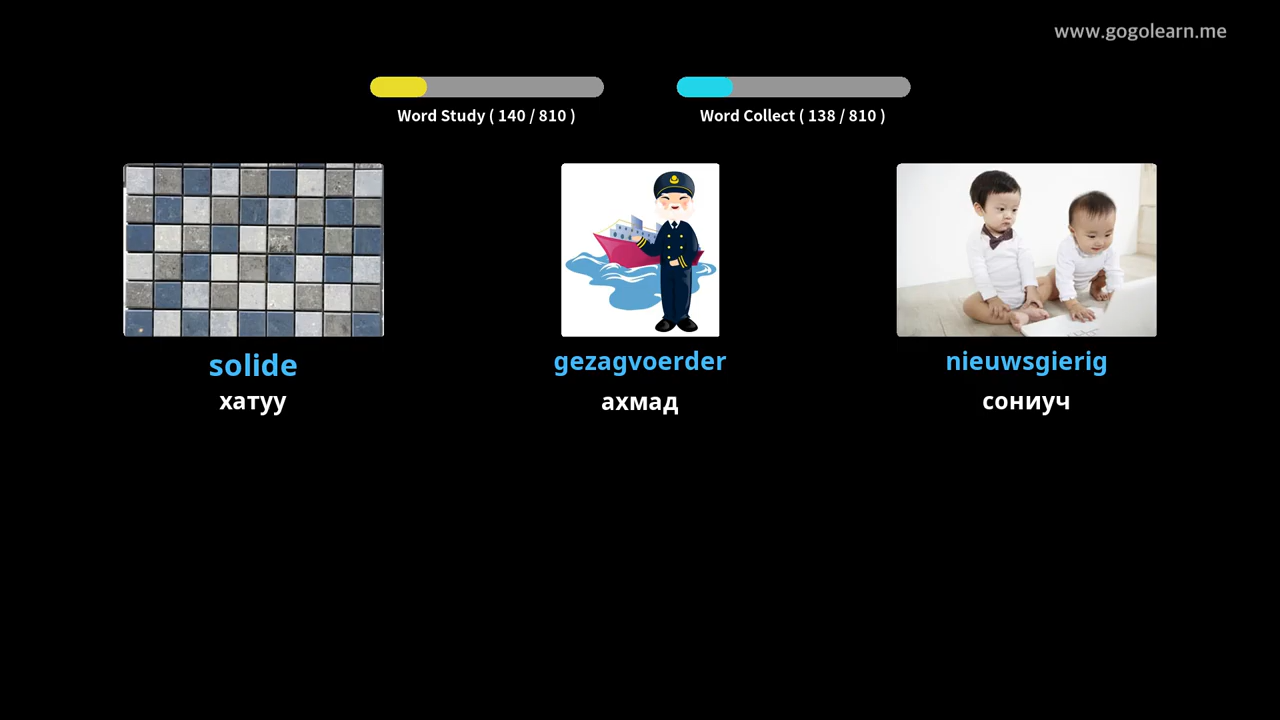 www.gogolearn.me
Word Study ( 140 / 810 )
Word Collect ( 138 / 810 )
solide
хатуу
gezagvoerder
ахмад
nieuwsgierig
сониуч